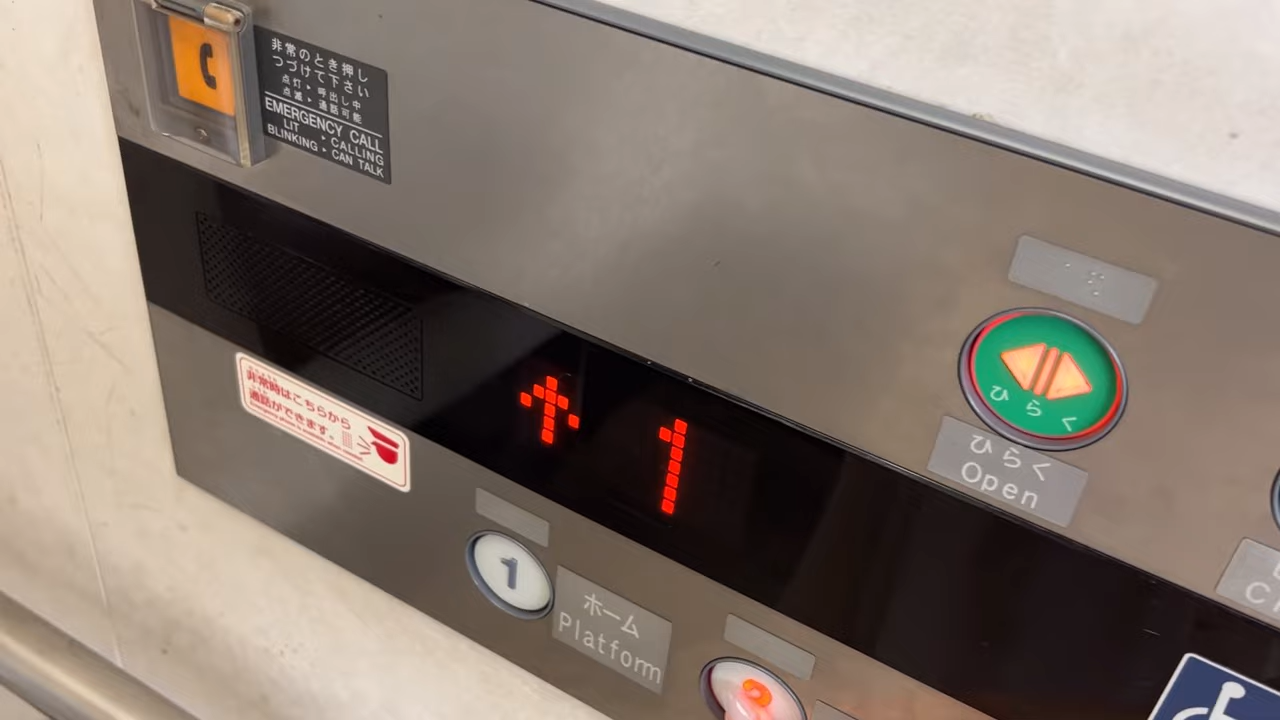 非常のとき押し
つづけて下さい
点灯▸呼出し中
点滅▸通話可能
EMERGENCY CALL
LIT ▸ CALLING
BLINKING ▸ CAN TALK
非常時はこちらから
通話ができます。
↑ 1
ひらく
ひらく
Open
1
ホーム
Platform